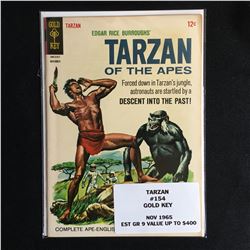 GOLD KEY
TARZAN
12¢
EDGAR RICE BURROUGHS'
TARZAN
OF THE APES
Forced down in Tarzan's jungle,
astronauts are startled by a
DESCENT INTO THE PAST!
TARZAN
#154
GOLD KEY
NOV 1965
EST GR 9 VALUE UP TO $400
COMPLETE APE-ENGLISH